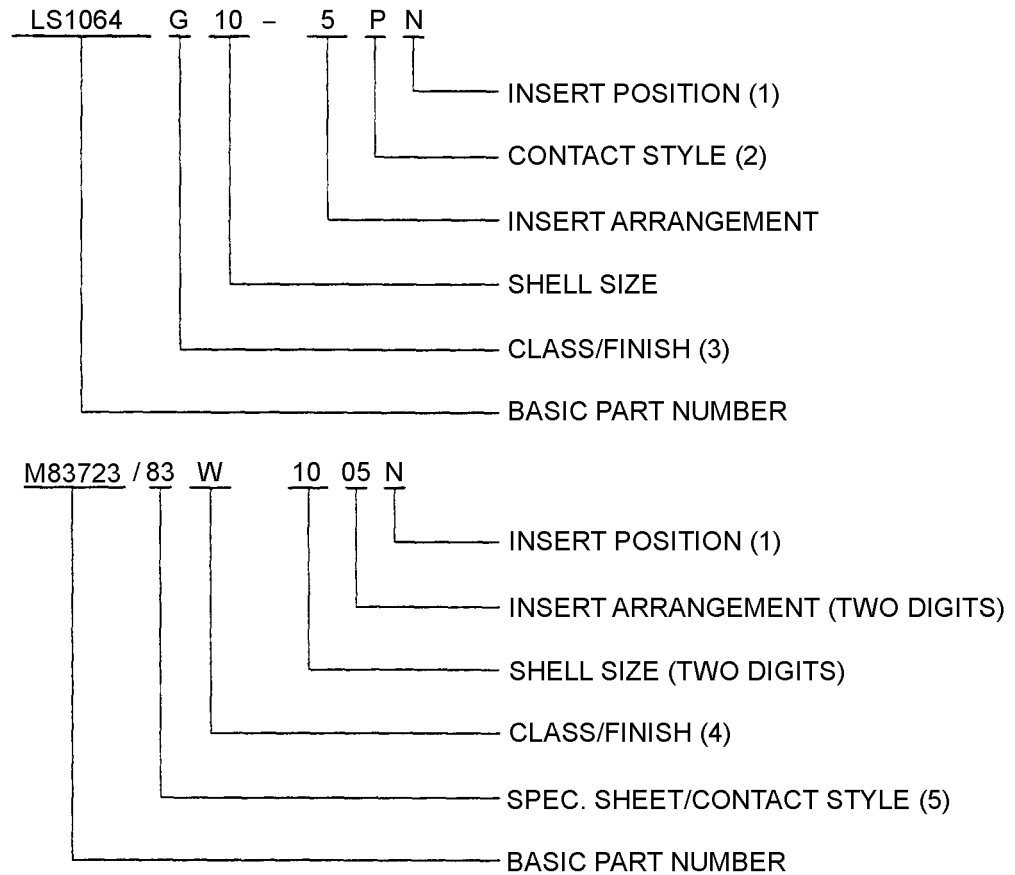 LS1064 G 10 – 5 P N
INSERT POSITION (1)
CONTACT STYLE (2)
INSERT ARRANGEMENT
SHELL SIZE
CLASS/FINISH (3)
BASIC PART NUMBER
M83723 / 83 W 10 05 N
INSERT POSITION (1)
INSERT ARRANGEMENT (TWO DIGITS)
SHELL SIZE (TWO DIGITS)
CLASS/FINISH (4)
SPEC. SHEET/CONTACT STYLE (5)
BASIC PART NUMBER